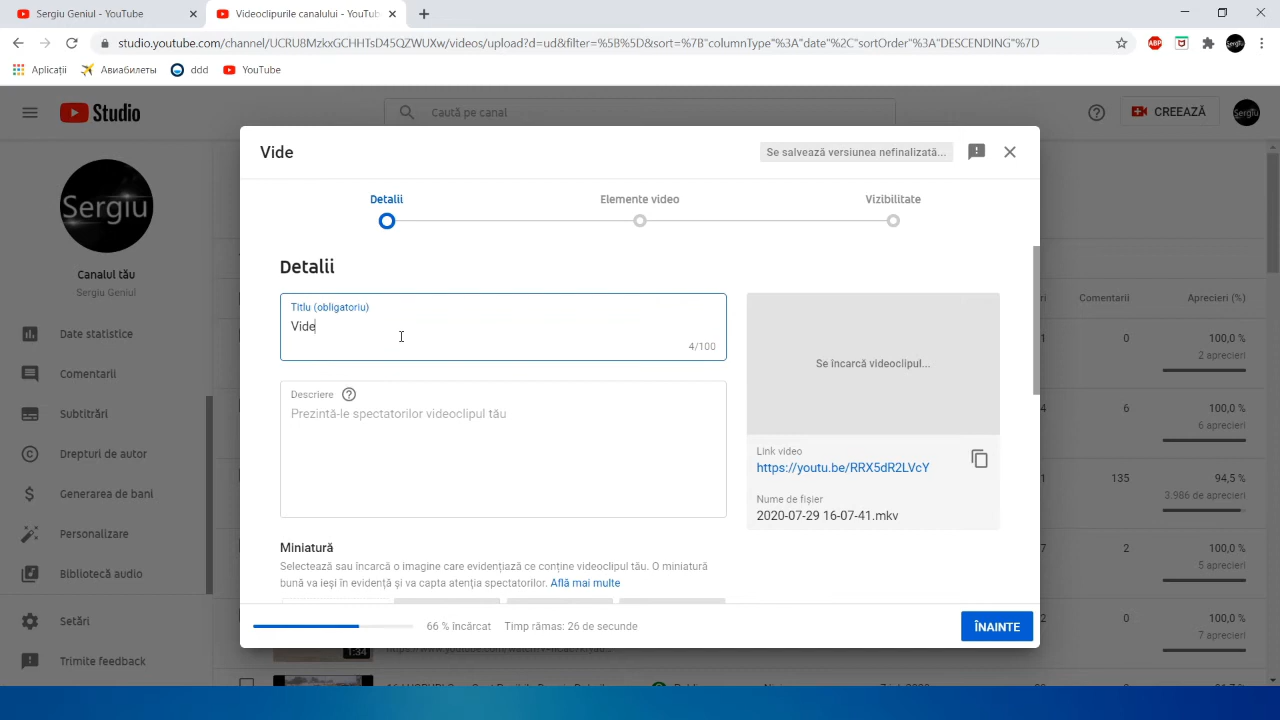 Sergiu Geniul - YouTube
Videoclipurile canalului - YouTub
studio.youtube.com/channel/UCRU8MzkxGCHHTsD45QZWUXw/videos/upload?d=ud&filter=%5B%5D&sort=%7B"columnType"%3A"date"%2C"sortOrder"%3A"DESCENDING"%7D
ABP
Aplicații
Авиабилеты
ddd
YouTube
Studio
Caută pe canal
CREEAZĂ
Sergiu
Vide
Se salvează versiunea nefinalizată...
Detalii
Elemente video
Vizibilitate
Sergiu
Canalul tău
Sergiu Geniul
Date statistice
Comentarii
Subtitrări
Drepturi de autor
Generarea de bani
Personalizare
Bibliotecă audio
Setări
Trimite feedback
Detalii
Titlu (obligatoriu)
Vide
4/100
Descriere
Prezintă-le spectatorilor videoclipul tău
Miniatură
Selectează sau încarcă o imagine care evidențiază ce conține videoclipul tău. O miniatură
bună va ieși în evidență și va capta atenția spectatorilor. Află mai multe
Se încarcă videoclipul...
Link video
https://youtu.be/RRX5dR2LVcY
Nume de fișier
2020-07-29 16-07-41.mkv
66 % încărcat
Timp rămas: 26 de secunde
ÎNAINTE
Comentarii
Aprecieri (%)
100,0 %
2 aprecieri
6
100,0 %
6 aprecieri
135
94,5 %
3.986 de aprecieri
2
100,0 %
5 aprecieri
0
100,0 %
7 aprecieri
1:34